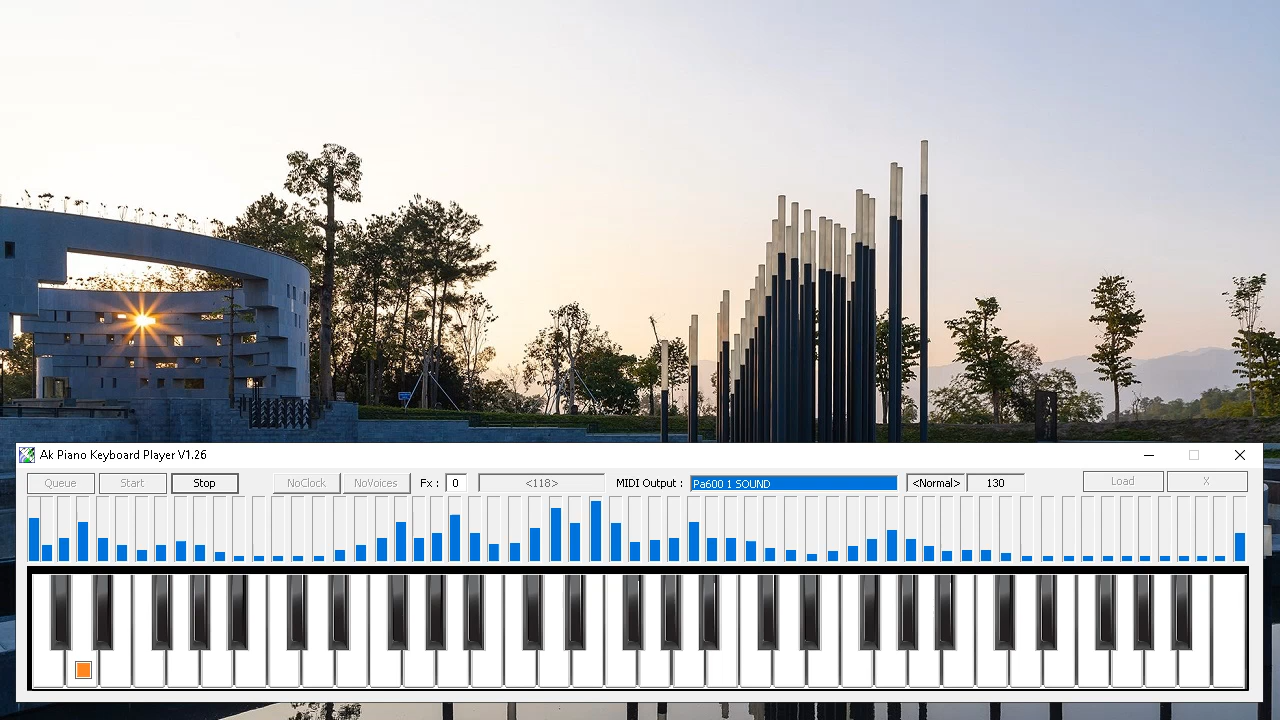 Ak Piano Keyboard Player V1.26
Queue Start Stop NoClock NoVoices Fx : 0 <118> MIDI Output : Pa600 1 SOUND <Normal> 130 Load X